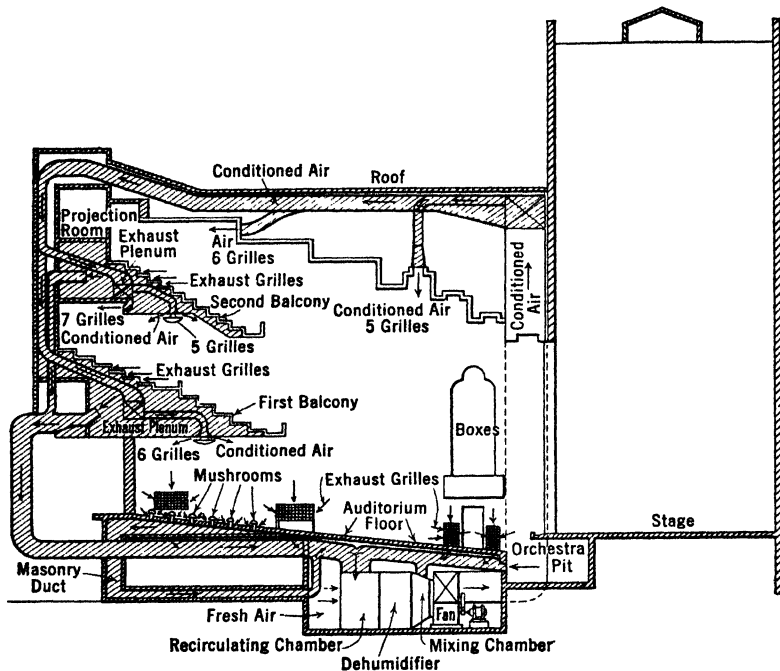 Conditioned Air
Roof
Projection
Room
Exhaust
Plenum
Air
6 Grilles
Exhaust Grilles
Second Balcony
Conditioned Air
5 Grilles
Conditioned
Air
7 Grilles
Conditioned Air
5 Grilles
Exhaust Grilles
First Balcony
Exhaust Plenum
6 Grilles
Conditioned Air
Boxes
Mushrooms
Exhaust Grilles
Auditorium
Floor
Stage
Orchestra
Pit
Masonry
Duct
Fresh Air
Fan
Recirculating Chamber
Mixing Chamber
Dehumidifier